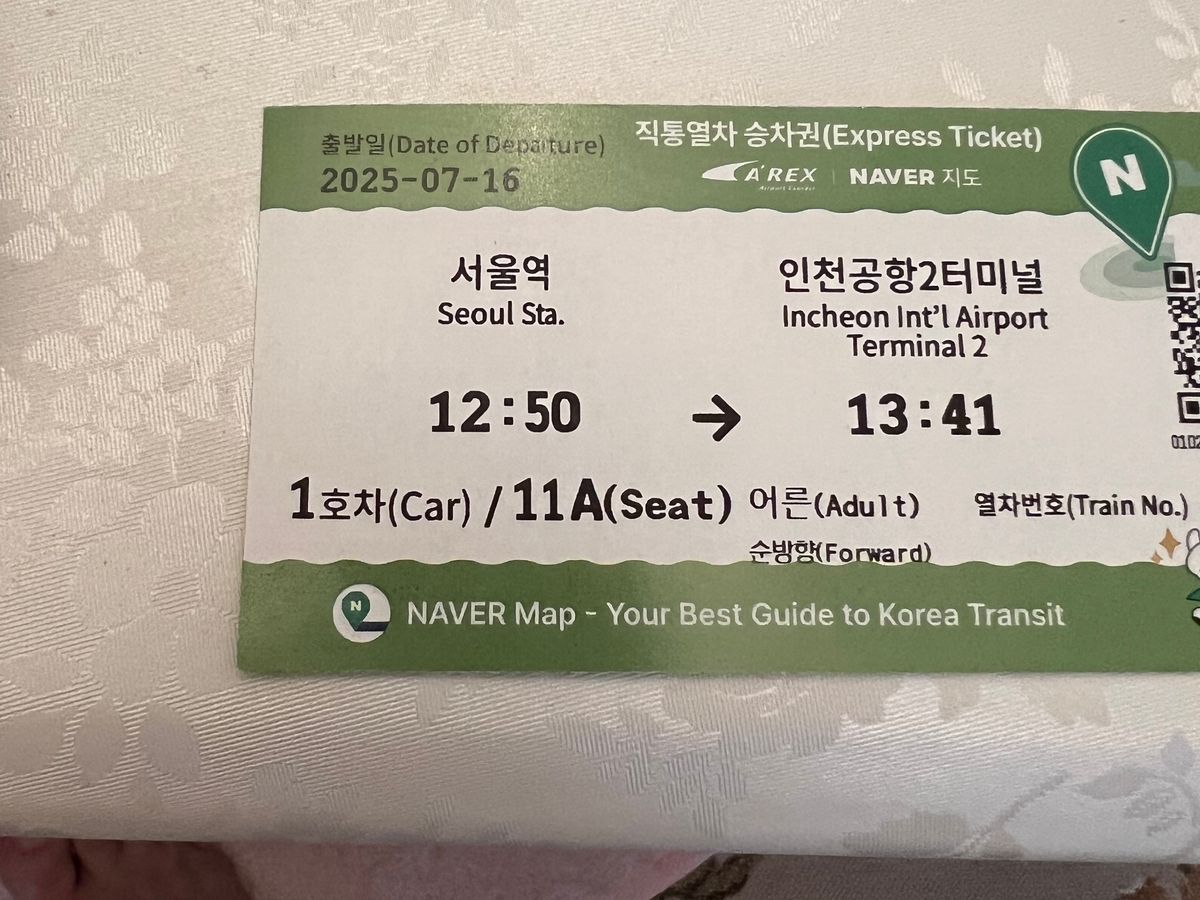 출발일(Date of Departure)
2025-07-16
직통열차 승차권(Express Ticket)
A'REX
NAVER 지도
N
서울역
Seoul Sta.
12:50
→
인천공항2터미널
Incheon Int'l Airport
Terminal 2
13:41
1호차(Car) / 11A(Seat) 어른(Adult)
순방향(Forward)
열차번호(Train No.)
0102
N
NAVER Map - Your Best Guide to Korea Transit